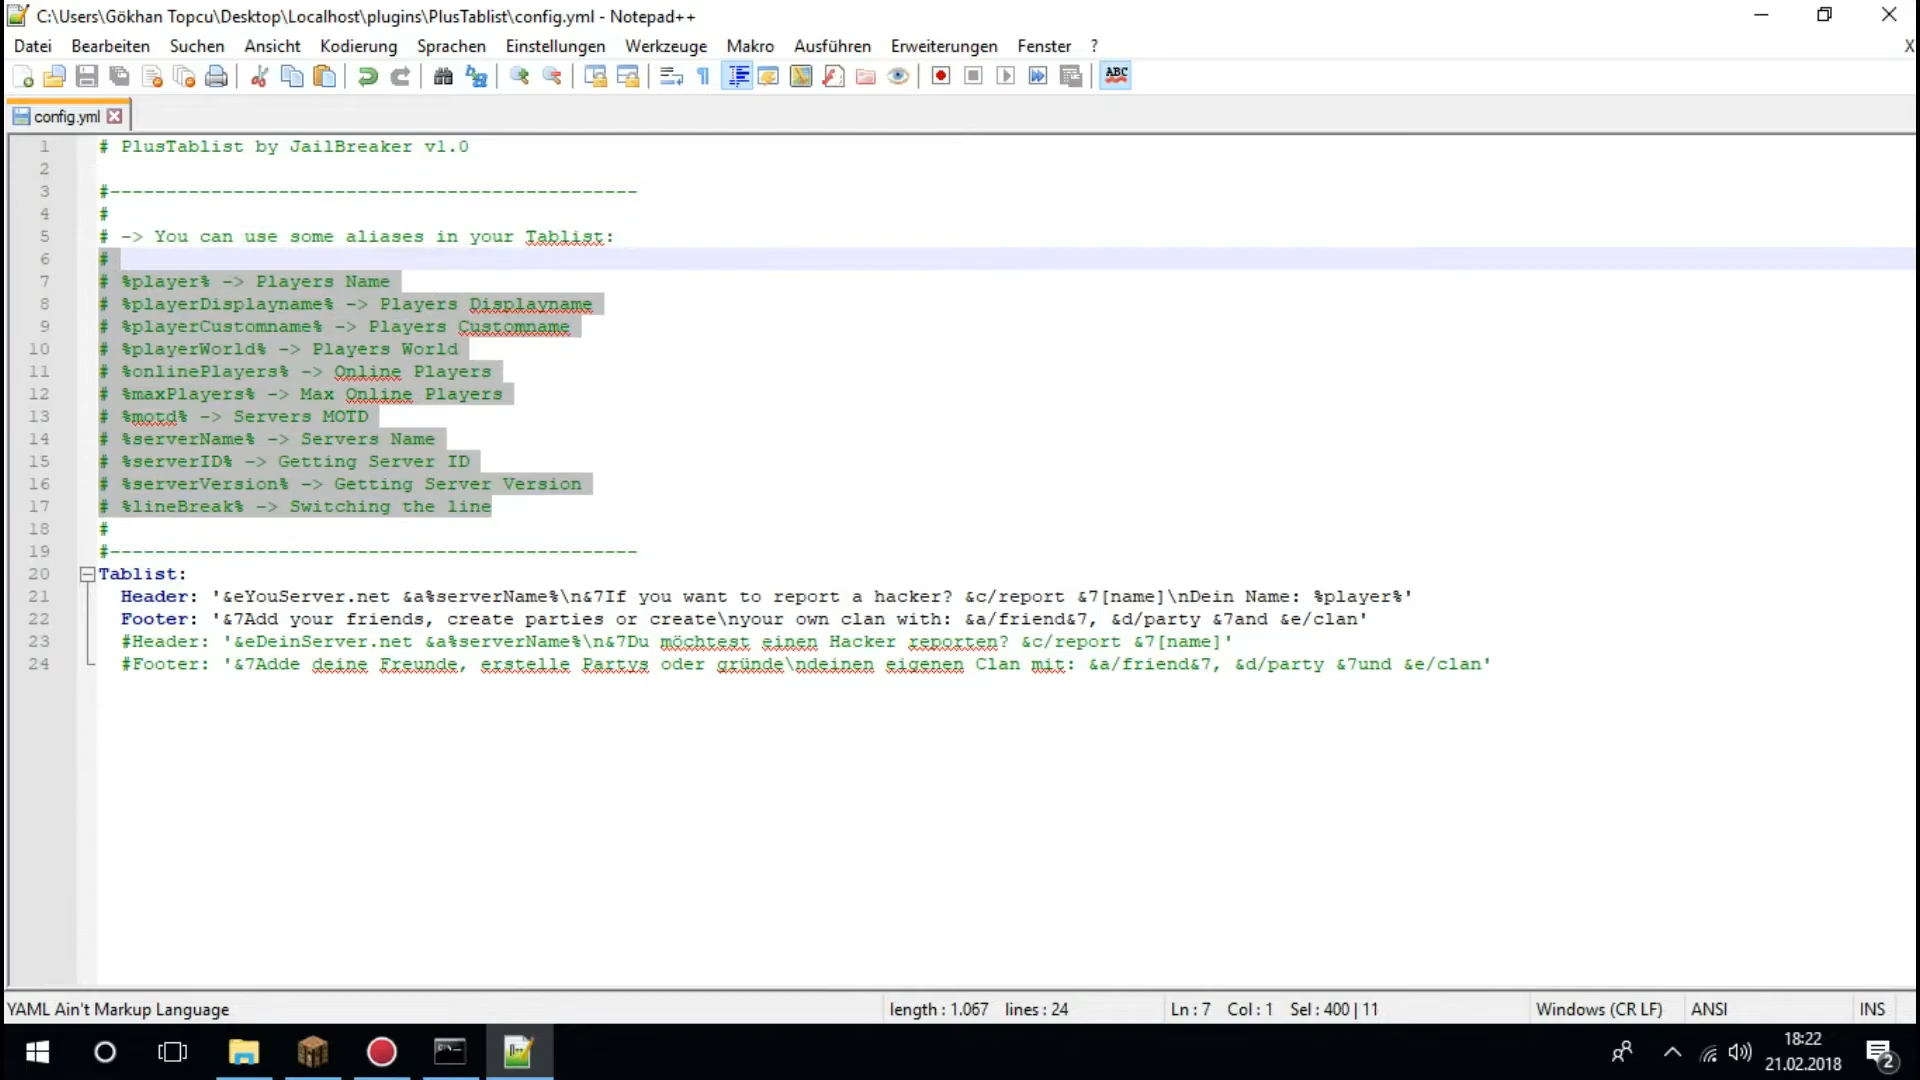 C:\Users\Gökhan Topcu\Desktop\Localhost\plugins\PlusTablist\config.yml - Notepad++
Datei Bearbeiten Suchen Ansicht Kodierung Sprachen Einstellungen Werkzeuge Makro Ausführen Erweiterungen Fenster ? X
ABC
config.yml
1 # PlusTablist by JailBreaker v1.0
2
3 #-----------------------------------------------
4 #
5 # -> You can use some aliases in your Tablist:
6 #
7 # %player% -> Players Name
8 # %playerDisplayname% -> Players Displayname
9 # %playerCustomname% -> Players Customname
10 # %playerWorld% -> Players World
11 # %onlinePlayers% -> Online Players
12 # %maxPlayers% -> Max Online Players
13 # %motd% -> Servers MOTD
14 # %serverName% -> Servers Name
15 # %serverID% -> Getting Server ID
16 # %serverVersion% -> Getting Server Version
17 # %lineBreak% -> Switching the line
18 #
19 #-----------------------------------------------
20 Tablist:
21 Header: '&eYouServer.net &a%serverName%\n&7If you want to report a hacker? &c/report &7[name]\nDein Name: %player%'
22 Footer: '&7Add your friends, create parties or create\nyour own clan with: &a/friend&7, &d/party &7and &e/clan'
23 #Header: '&eDeinServer.net &a%serverName%\n&7Du möchtest einen Hacker reporten? &c/report &7[name]'
24 #Footer: '&7Adde deine Freunde, erstelle Partys oder gründe\ndeinen eigenen Clan mit: &a/friend&7, &d/party &7und &e/clan'
YAML Ain't Markup Language length : 1.067 lines : 24 Ln : 7 Col : 1 Sel : 400 | 11 Windows (CR LF) ANSI INS
18:22
21.02.2018
2